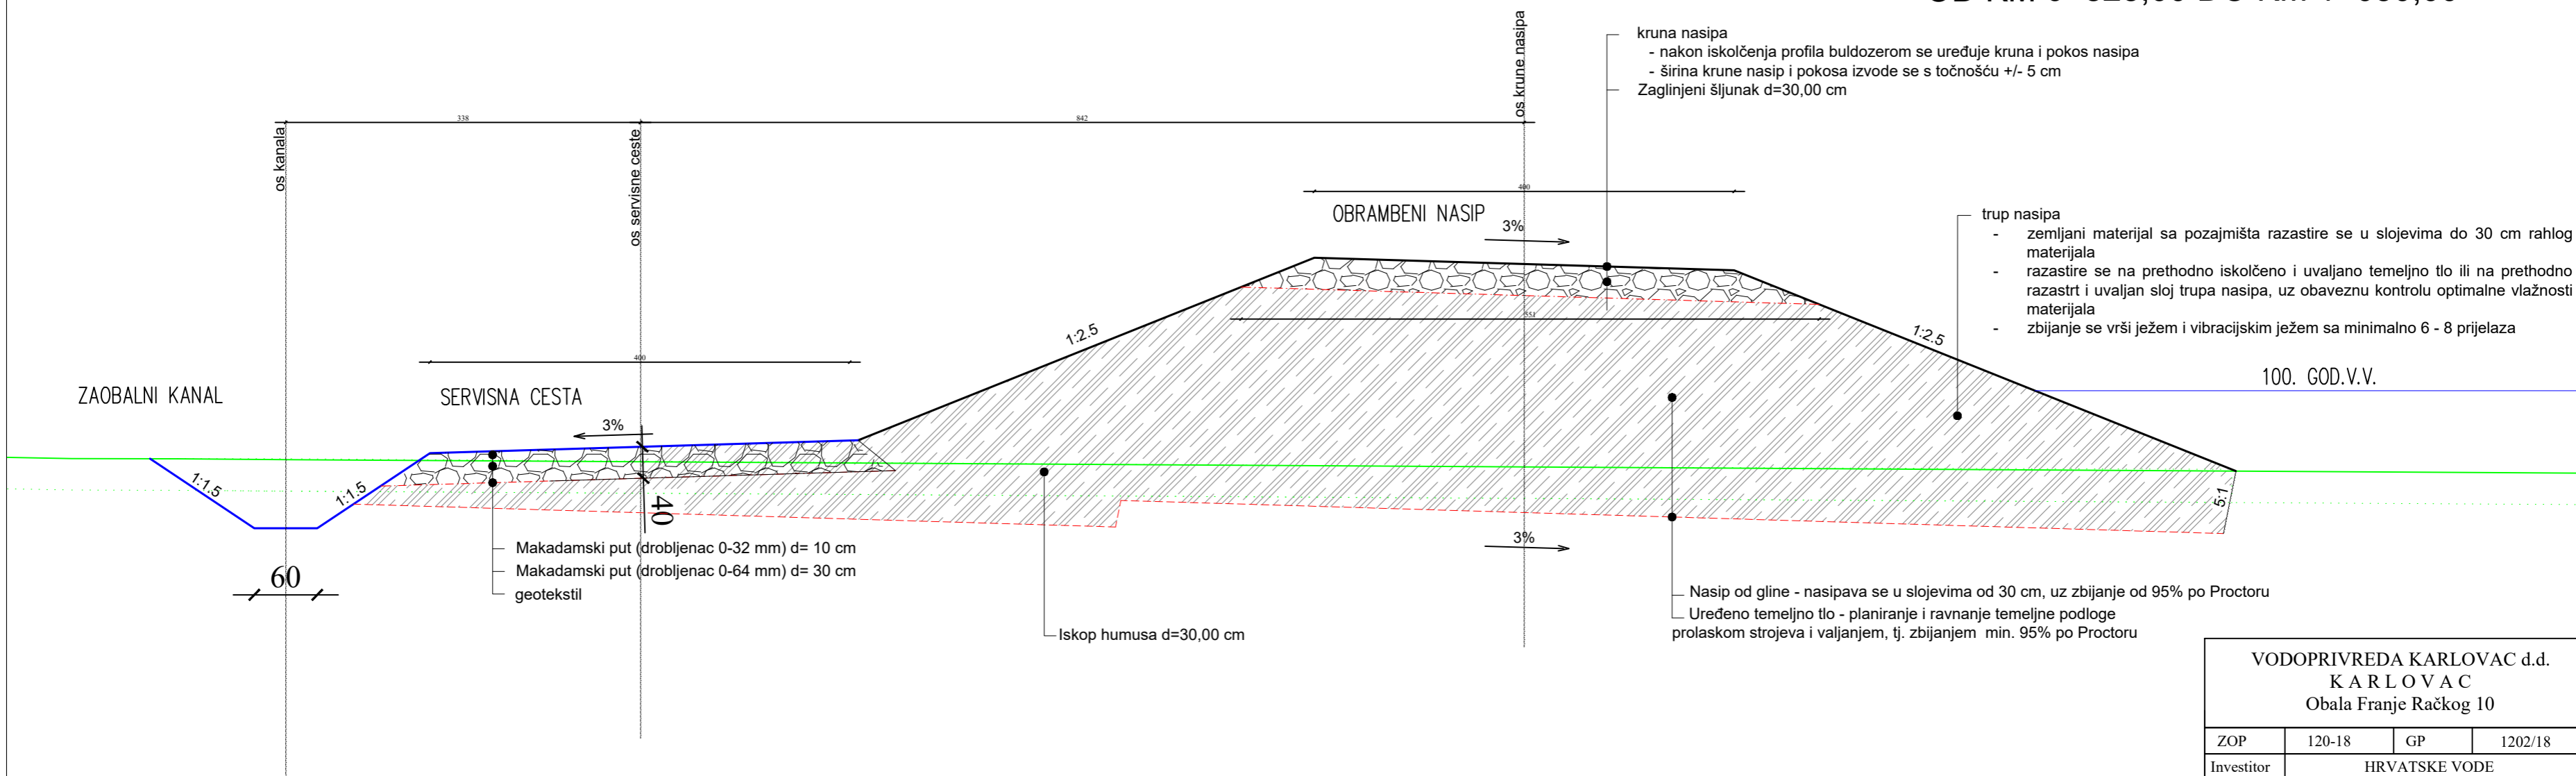 kruna nasipa
- nakon iskolčenja profila buldozerom se uređuje kruna i pokos nasipa
- širina krune nasip i pokosa izvode se s točnošću +/- 5 cm
Zaglinjeni šljunak d=30,00 cm
os kanala
338
os servisne ceste
842
os krune nasipa
400
OBRAMBENI NASIP
3%
trup nasipa
- zemljani materijal sa pozajmišta razastire se u slojevima do 30 cm rahlog
materijala
- razastire se na prethodno iskolčeno i uvaljano temeljno tlo ili na prethodno
razastrt i uvaljan sloj trupa nasipa, uz obaveznu kontrolu optimalne vlažnosti
materijala
- zbijanje se vrši ježem i vibracijskim ježem sa minimalno 6 - 8 prijelaza
551
1:2.5
1:2.5
400
100. GOD.V.V.
ZAOBALNI KANAL
SERVISNA CESTA
3%
1:1.5
1:1.5
40
5:1
3%
60
Makadamski put (drobljenac 0-32 mm) d= 10 cm
Makadamski put (drobljenac 0-64 mm) d= 30 cm
geotekstil
Iskop humusa d=30,00 cm
Nasip od gline - nasipava se u slojevima od 30 cm, uz zbijanje od 95% po Proctoru
Uređeno temeljno tlo - planiranje i ravnanje temeljne podloge
prolaskom strojeva i valjanjem, tj. zbijanjem min. 95% po Proctoru
VODOPRIVREDA KARLOVAC d.d.
K A R L O V A C
Obala Franje Račkog 10
ZOP 120-18 GP 1202/18
Investitor HRVATSKE VODE